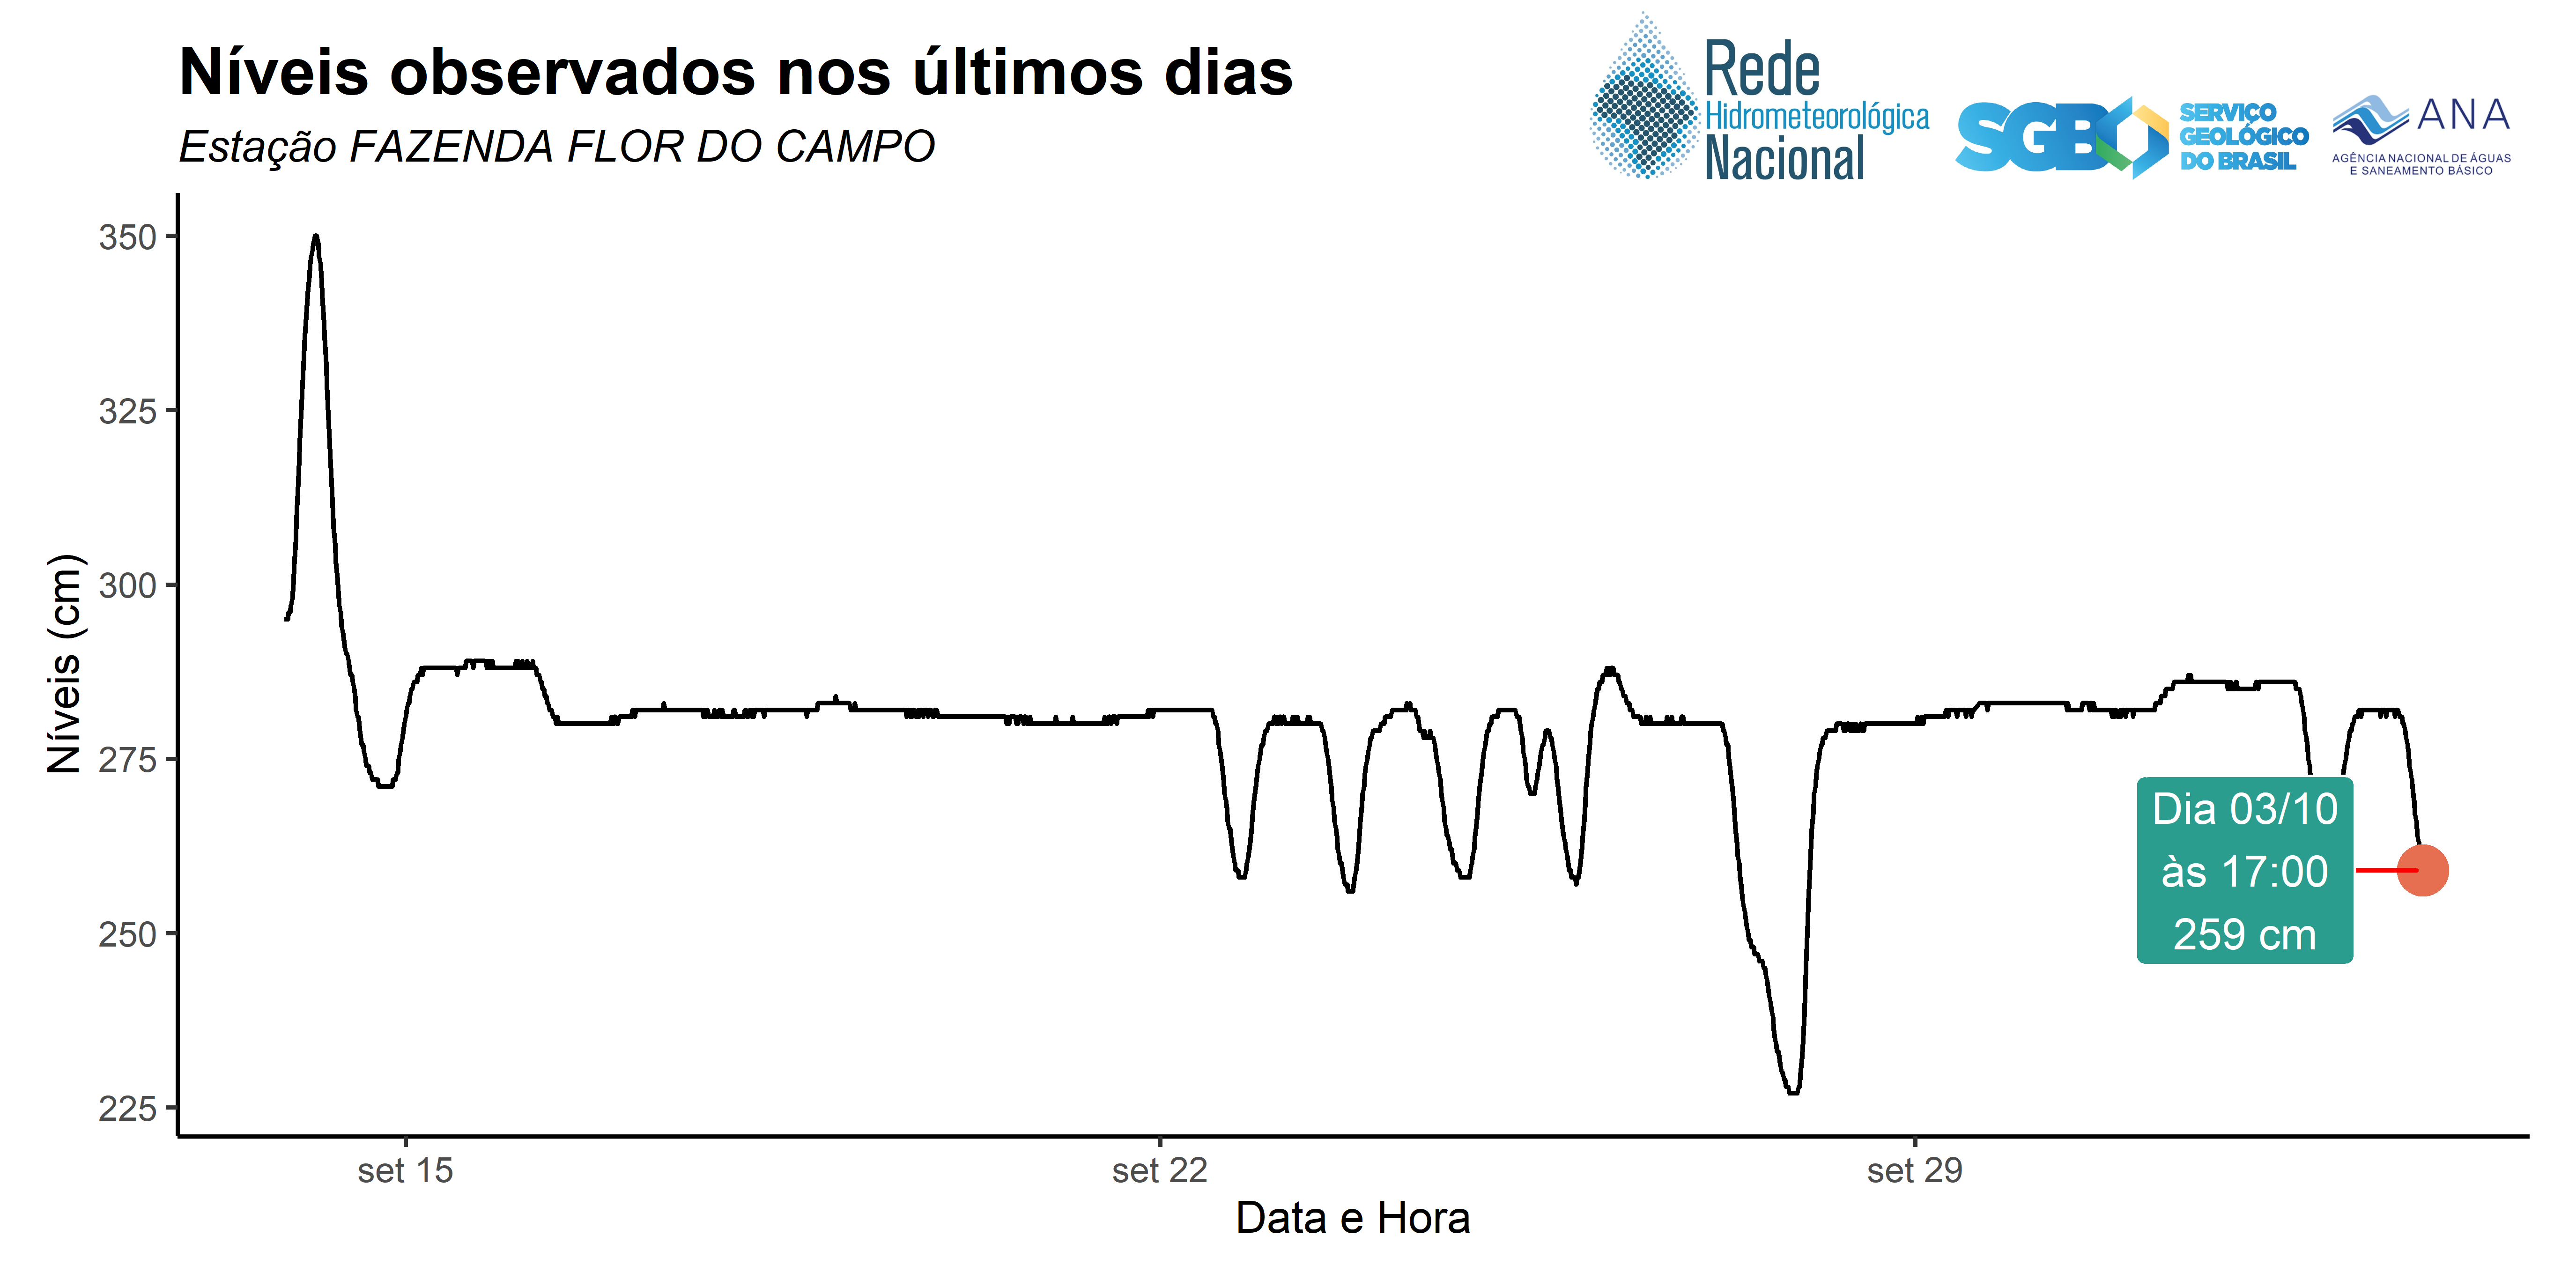 Níveis observados nos últimos dias
Estação FAZENDA FLOR DO CAMPO
Rede
Hidrometeorológica
Nacional
SGB
SERVIÇO
GEOLÓGICO
DO BRASIL
ANA
AGÊNCIA NACIONAL DE ÁGUAS
E SANEAMENTO BÁSICO
Níveis (cm)
350
325
300
275
250
225
Dia 03/10
às 17:00
259 cm
set 15
set 22
set 29
Data e Hora